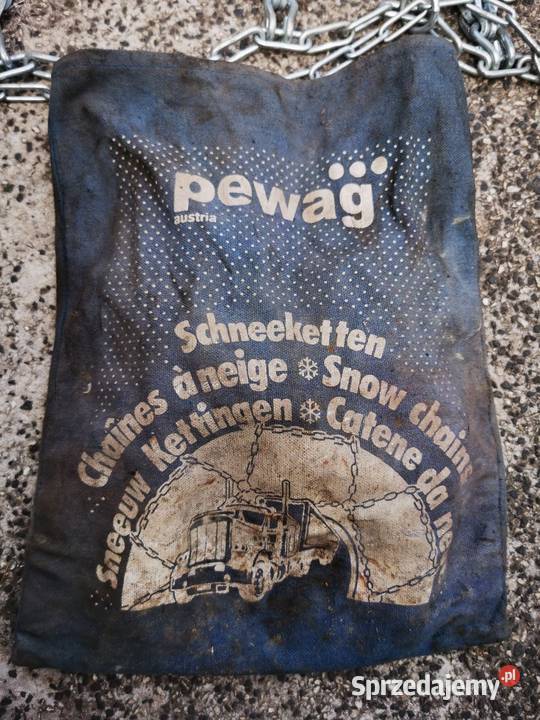 pewag
austria
Schneeketten
Chaînes à neige ❄ Snow chains
Sneeuw Kettingen ❄ Catene da
Sprzedajemy.pl